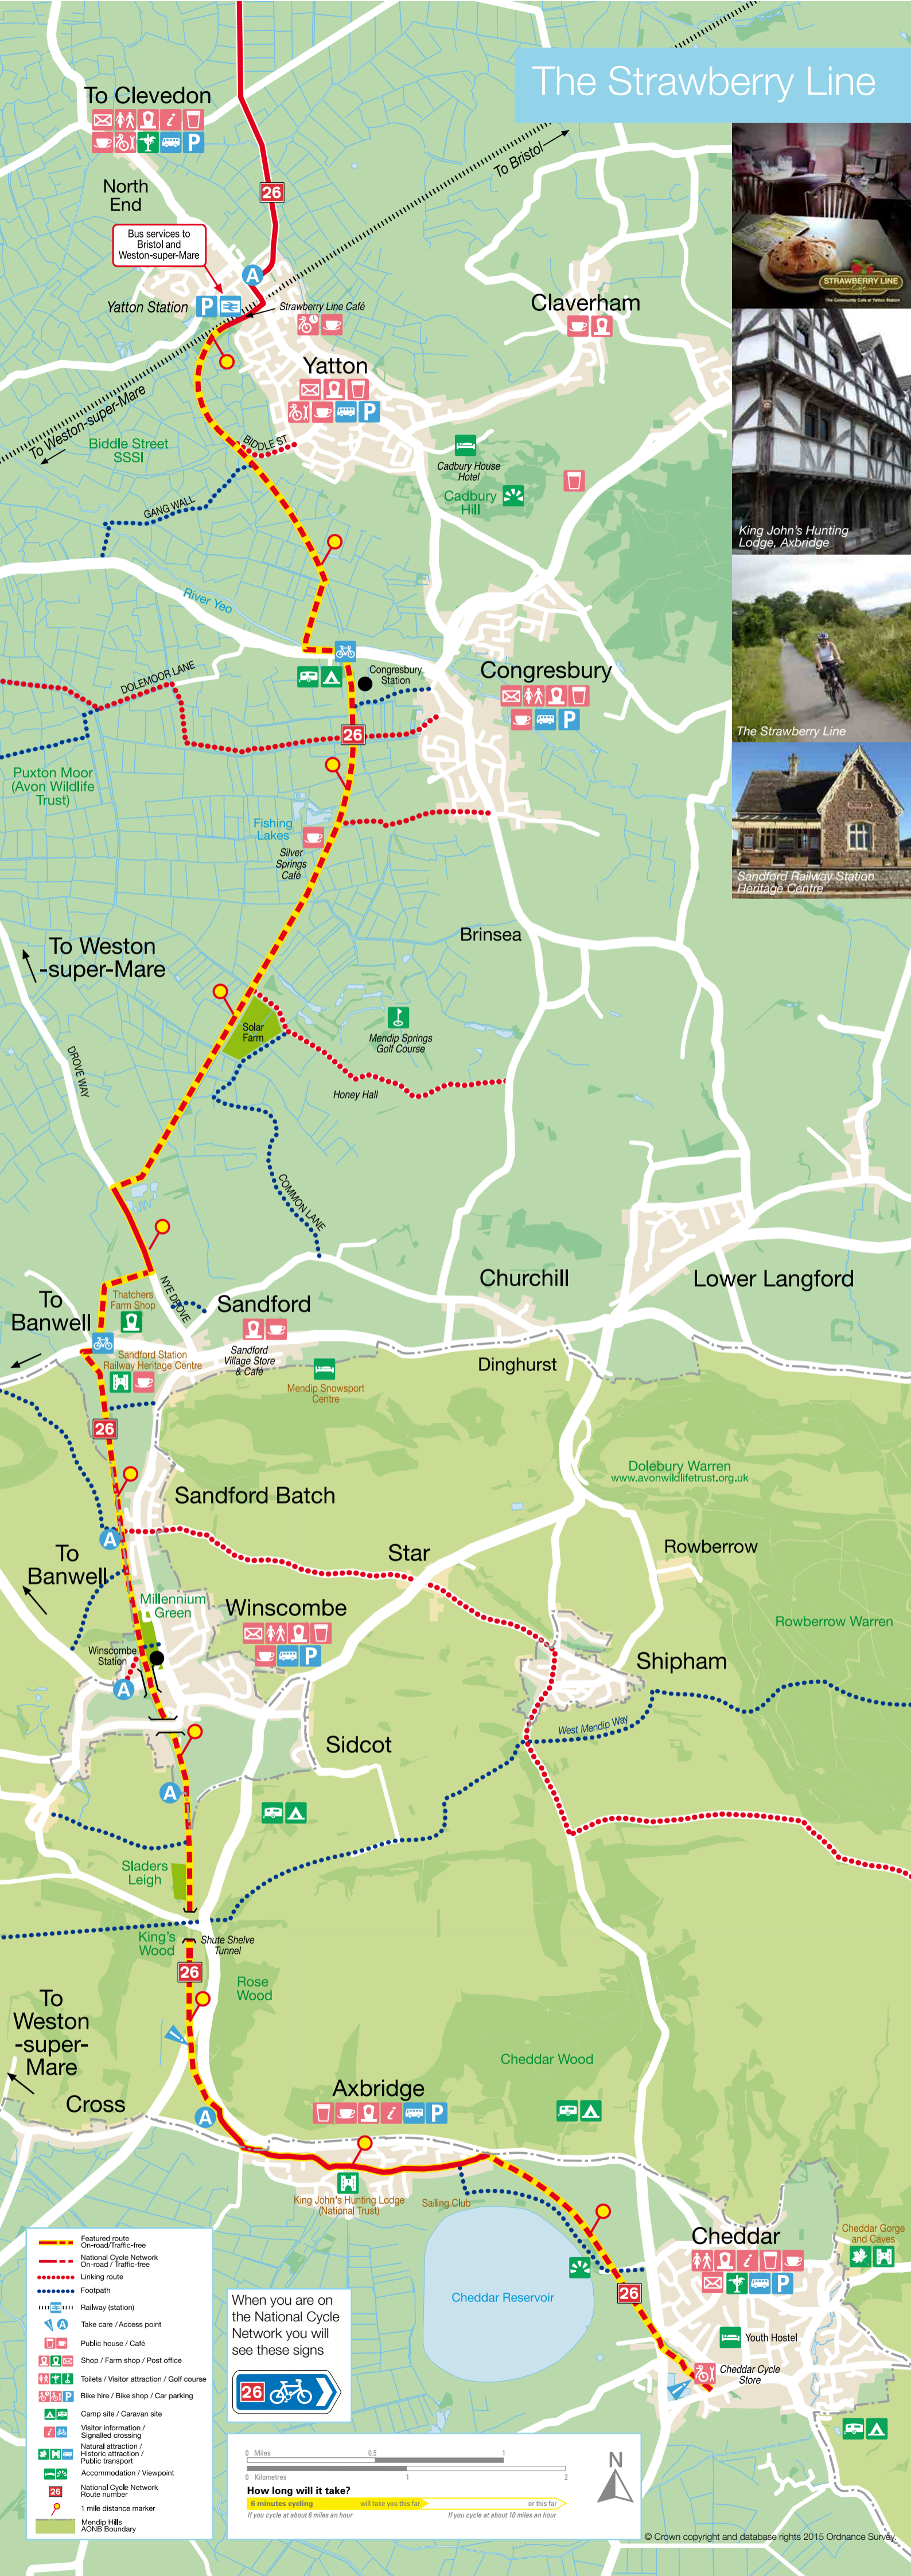 The Strawberry Line
To Clevedon
North
End
26
To Bristol
Bus services to
Bristol and
Weston-super-Mare
A
Yatton Station
P
Strawberry Line Café
Claverham
STRAWBERRY LINE
Cafe
The Community Cafe at Yatton Station
Yatton
P
To Weston-super-Mare
Biddle Street
SSSI
BIDDLE ST
Cadbury House
Hotel
Cadbury
Hill
GANG WALL
King John's Hunting
Lodge, Axbridge
River Yeo
Congresbury
Station
Congresbury
P
DOLEMOOR LANE
26
The Strawberry Line
Puxton Moor
(Avon Wildlife
Trust)
Fishing
Lakes
Silver
Springs
Café
Sandford Railway Station
Heritage Centre
Brinsea
To Weston
-super-Mare
Solar
Farm
Mendip Springs
Golf Course
DROVE WAY
Honey Hall
COMMON LANE
Churchill
Lower Langford
Thatchers
Farm Shop
NYE DROVE
To
Banwell
Sandford
Sandford
Village Store
& Café
Sandford Station
Railway Heritage Centre
Dinghurst
Mendip Snowsport
Centre
26
Dolebury Warren
www.avonwildlifetrust.org.uk
Sandford Batch
A
Star
Rowberrow
To
Banwell
Millennium
Green
Winscombe
P
Rowberrow Warren
Winscombe
Station
A
Shipham
West Mendip Way
Sidcot
A
Sladers
Leigh
King's
Wood
Shute Shelve
Tunnel
26
Rose
Wood
To
Weston
-super-
Mare
Cheddar Wood
Cross
A
Axbridge
P
King John's Hunting Lodge
(National Trust)
Sailing Club
Cheddar
P
Cheddar Gorge
and Caves
Cheddar Reservoir
26
Youth Hostel
Cheddar Cycle
Store
Featured route
On-road/Traffic-free
National Cycle Network
On-road / Traffic-free
Linking route
Footpath
Railway (station)
A
Take care / Access point
Public house / Café
Shop / Farm shop / Post office
Toilets / Visitor attraction / Golf course
P
Bike hire / Bike shop / Car parking
Camp site / Caravan site
Visitor information /
Signalled crossing
Natural attraction /
Historic attraction /
Public transport
Accommodation / Viewpoint
26
National Cycle Network
Route number
1 mile distance marker
Mendip Hills
AONB Boundary
When you are on
the National Cycle
Network you will
see these signs
26
0 Miles 0.5 1
0 Kilometres 1 2
How long will it take?
6 minutes cycling will take you this far or this far
If you cycle at about 6 miles an hour If you cycle at about 10 miles an hour
N
© Crown copyright and database rights 2015 Ordnance Survey.